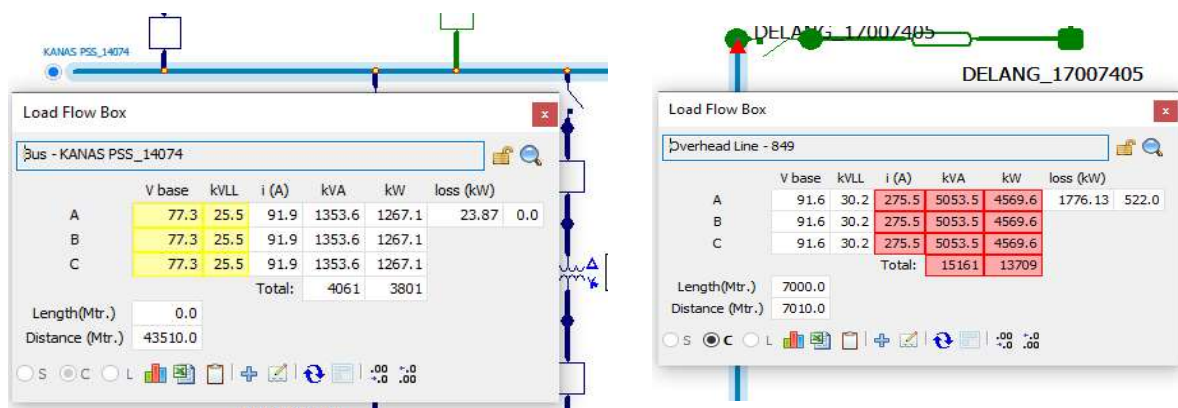 KANAS PSS_14074
Load Flow Box
x
Bus - KANAS PSS_14074
V base kVLL i (A) kVA kW loss (kW)
A 77.3 25.5 91.9 1353.6 1267.1 23.87 0.0
B 77.3 25.5 91.9 1353.6 1267.1
C 77.3 25.5 91.9 1353.6 1267.1
Total: 4061 3801
Length(Mtr.) 0.0
Distance (Mtr.) 43510.0
S C L
DELANG_17007405
DELANG_17007405
Load Flow Box
x
Overhead Line - 849
V base kVLL i (A) kVA kW loss (kW)
A 91.6 30.2 275.5 5053.5 4569.6 1776.13 522.0
B 91.6 30.2 275.5 5053.5 4569.6
C 91.6 30.2 275.5 5053.5 4569.6
Total: 15161 13709
Length(Mtr.) 7000.0
Distance (Mtr.) 7010.0
S C L